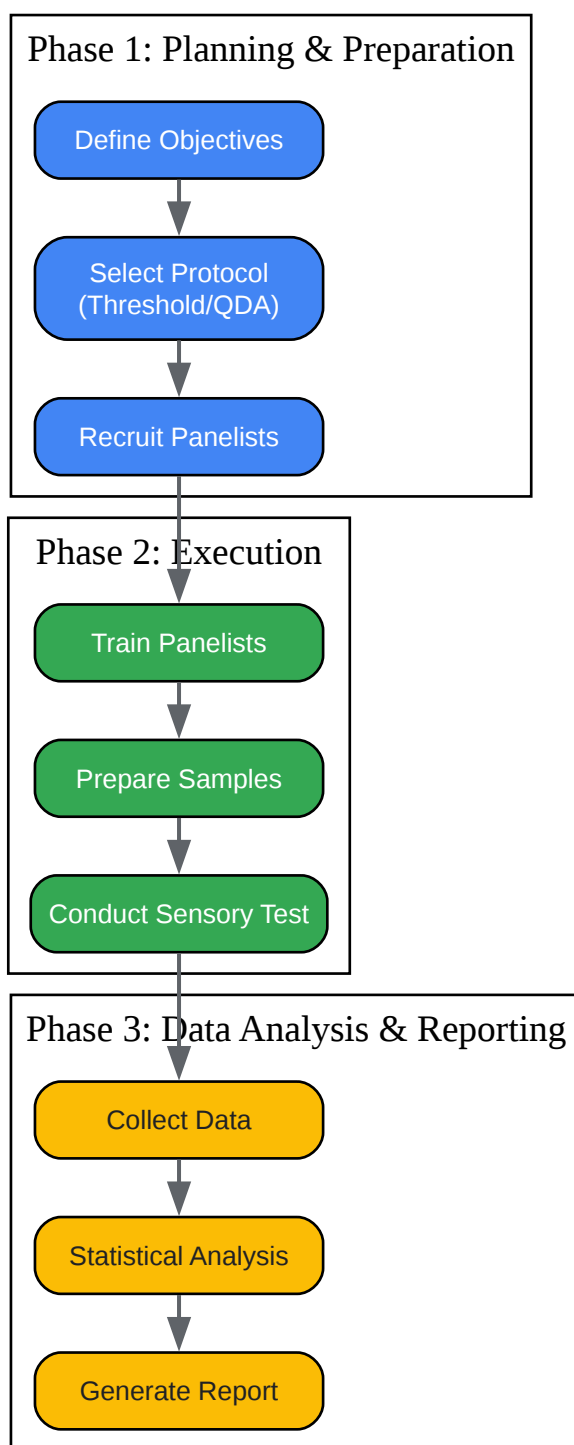 Phase 1: Planning & Preparation
Define Objectives
Select Protocol
(Threshold/QDA)
Recruit Panelists
Phase 2: Execution
Train Panelists
Prepare Samples
Conduct Sensory Test
Phase 3: Data Analysis & Reporting
Collect Data
Statistical Analysis
Generate Report